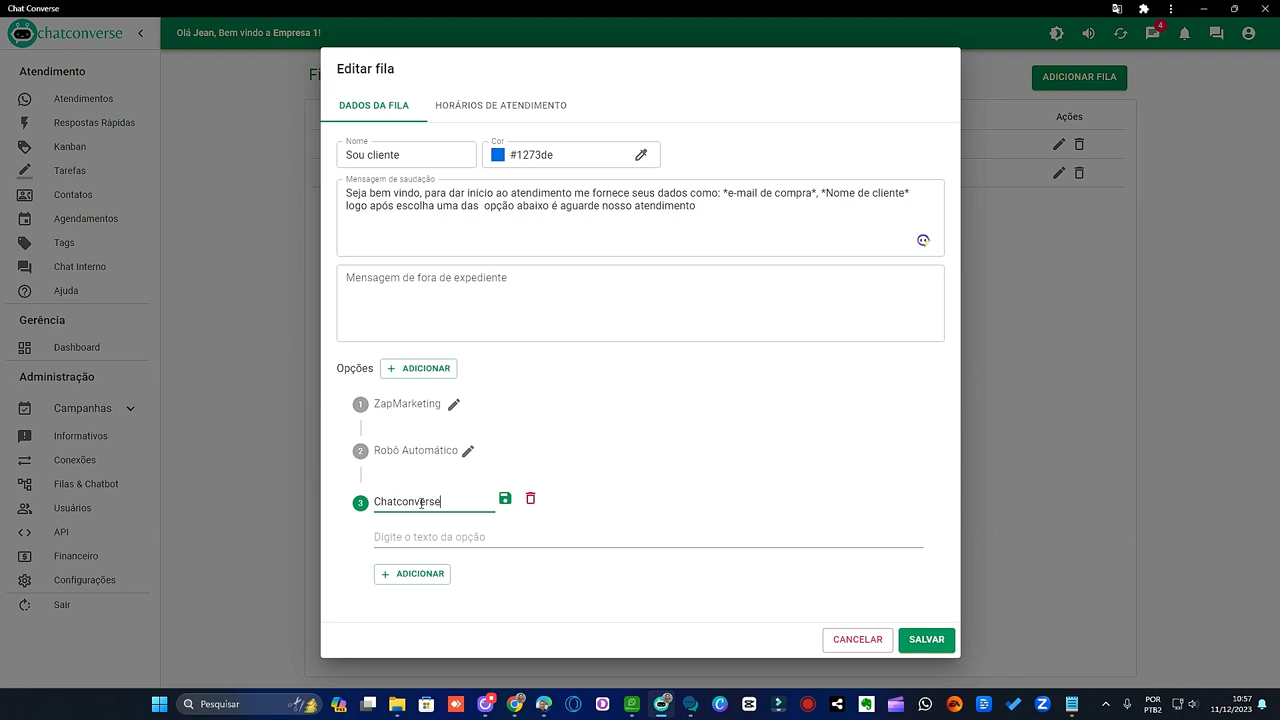 Chat Converse
chatconverse
Olá Jean, Bem vindo a Empresa 1!
4
Atendimento
Atendimentos
Respostas Rápidas
Kanban
Tarefas
Contatos
Agendamentos
Tags
Chat Interno
Ajuda
Gerência
Dashboard
Administração
Campanhas
Informativos
Conexões
Filas & Chatbot
Usuários
API
Financeiro
Configurações
Sair
Fi
ADICIONAR FILA
Ações
Editar fila
DADOS DA FILA
HORÁRIOS DE ATENDIMENTO
Nome
Sou cliente
Cor
#1273de
Mensagem de saudação
Seja bem vindo, para dar inicio ao atendimento me fornece seus dados como: *e-mail de compra*, *Nome de cliente*
logo após escolha uma das opção abaixo é aguarde nosso atendimento
Mensagem de fora de expediente
Opções
+ ADICIONAR
1 ZapMarketing
2 Robô Automático
3 Chatconverse
Digite o texto da opção
+ ADICIONAR
CANCELAR
SALVAR
Pesquisar
POR
PTB2
10:57
11/12/2023